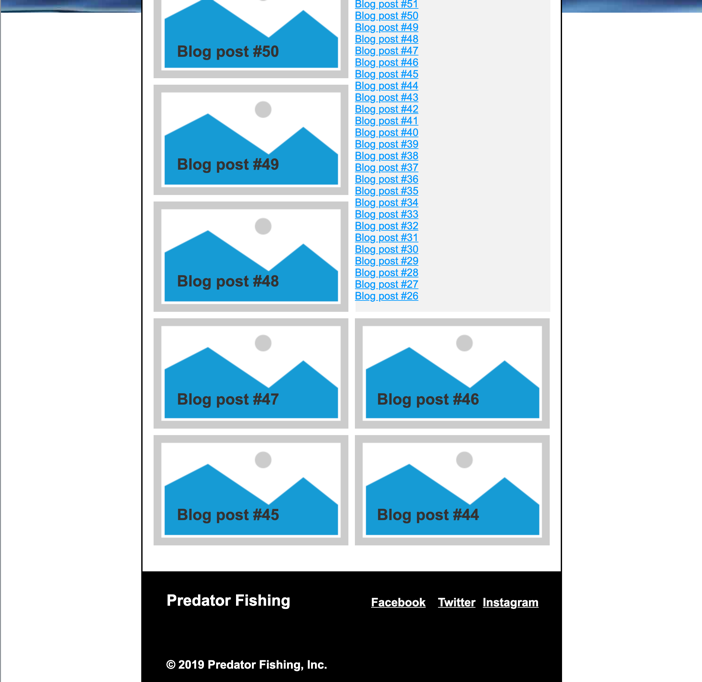 Blog post #50
Blog post #49
Blog post #48
Blog post #51
Blog post #50
Blog post #49
Blog post #48
Blog post #47
Blog post #46
Blog post #45
Blog post #44
Blog post #43
Blog post #42
Blog post #41
Blog post #40
Blog post #39
Blog post #38
Blog post #37
Blog post #36
Blog post #35
Blog post #34
Blog post #33
Blog post #32
Blog post #31
Blog post #30
Blog post #29
Blog post #28
Blog post #27
Blog post #26
Blog post #47
Blog post #46
Blog post #45
Blog post #44
Predator Fishing
Facebook Twitter Instagram
© 2019 Predator Fishing, Inc.